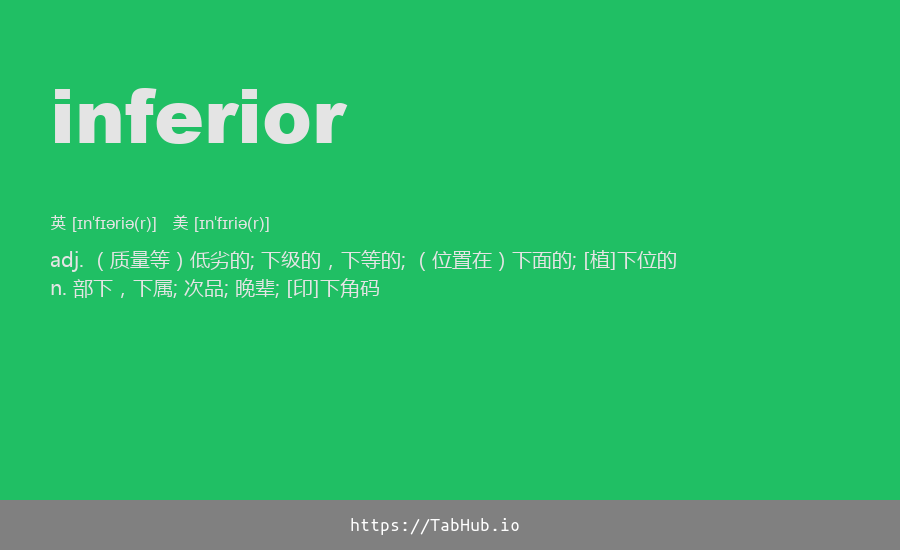 inferior
英 [ɪn'fɪəriə(r)] 美 [ɪn'fɪriə(r)]
adj. （质量等）低劣的; 下级的，下等的; （位置在）下面的; [植]下位的
n. 部下，下属; 次品; 晚辈; [印]下角码
https://TabHub.io